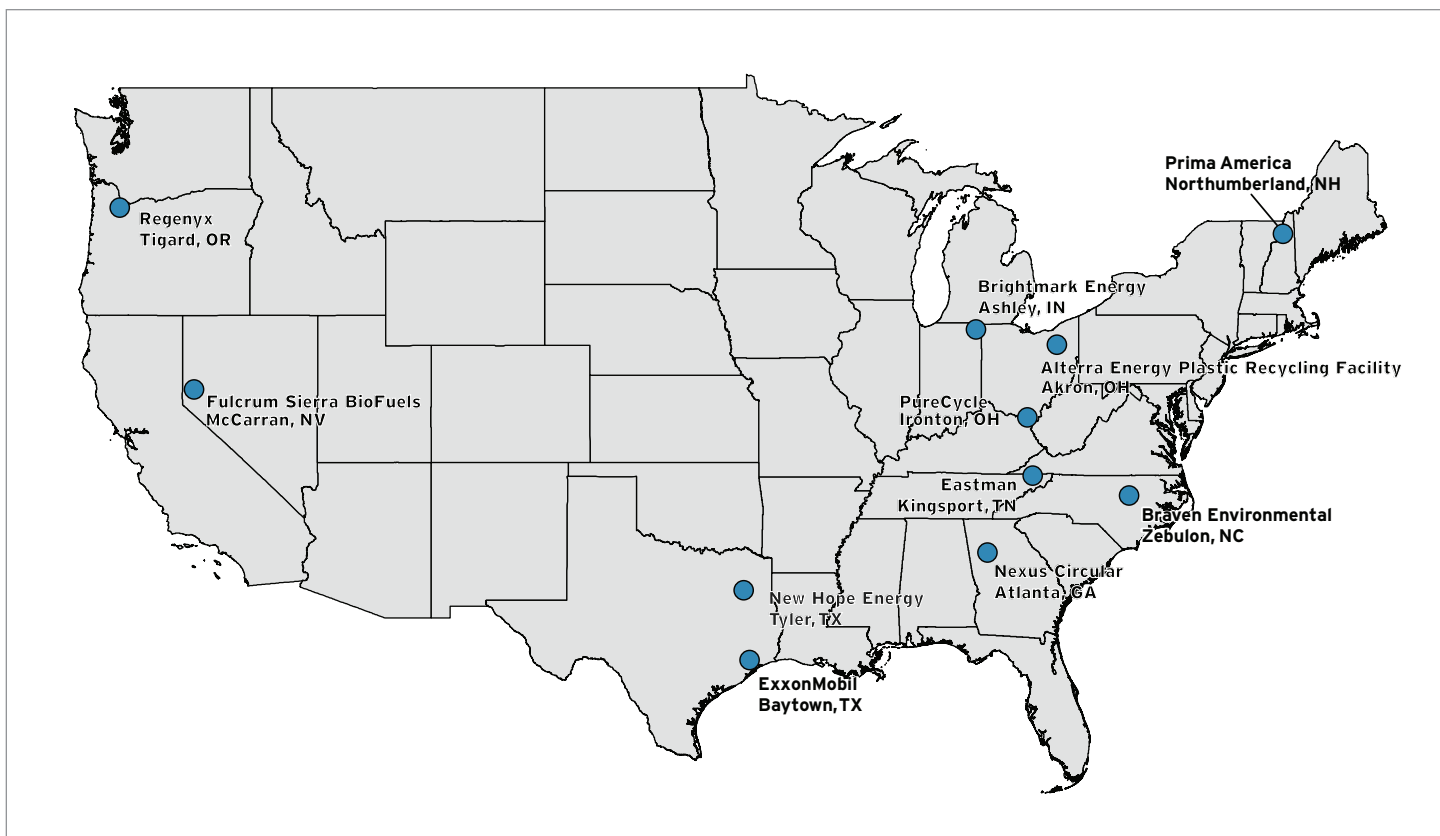 Prima America
Northumberland, NH
Regenyx
Tigard, OR
Brightmark Energy
Ashley, IN
Alterra Energy Plastic Recycling Facility
Akron, OH
Fulcrum Sierra BioFuels
McCarran, NV
PureCycle
Ironton, OH
Eastman
Kingsport, TN
Braven Environmental
Zebulon, NC
Nexus Circular
Atlanta, GA
New Hope Energy
Tyler, TX
ExxonMobil
Baytown, TX